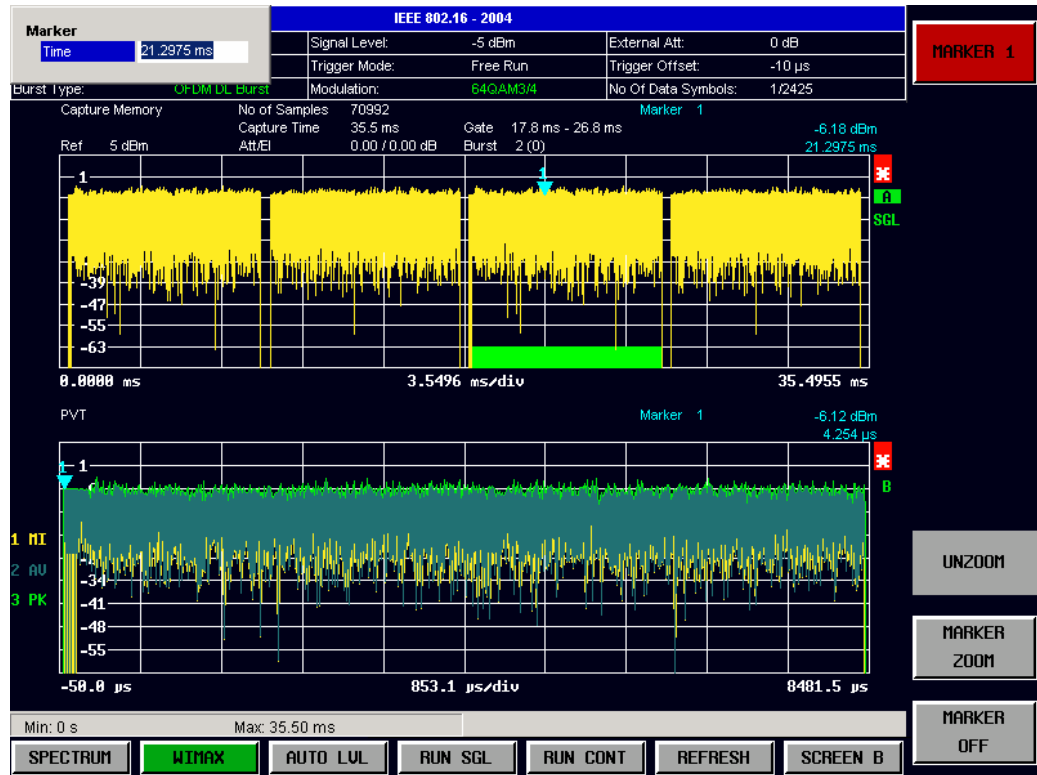 IEEE 802.16 - 2004
Marker
Time 21.2975 ms
Signal Level: -5 dBm External Att: 0 dB
Trigger Mode: Free Run Trigger Offset: -10 µs
Burst Type: OFDM DL Burst Modulation: 64QAM3/4 No Of Data Symbols: 1/2425
MARKER 1
Capture Memory No of Samples 70992 Marker 1
Capture Time 35.5 ms Gate 17.8 ms - 26.8 ms -6.18 dBm
Ref 5 dBm Att/El 0.00 / 0.00 dB Burst 2 (0) 21.2975 ms
1
1
A
SGL
-39
-47
-55
-63
0.0000 ms 3.5496 ms/div 35.4955 ms
PVT Marker 1 -6.12 dBm
4.254 µs
1
1
B
1 MI
2 AV
3 PK
-34
-41
-48
-55
-50.0 µs 853.1 µs/div 8481.5 µs
UNZOOM
MARKER
ZOOM
MARKER
OFF
Min: 0 s Max: 35.50 ms
SPECTRUM WIMAX AUTO LVL RUN SGL RUN CONT REFRESH SCREEN B